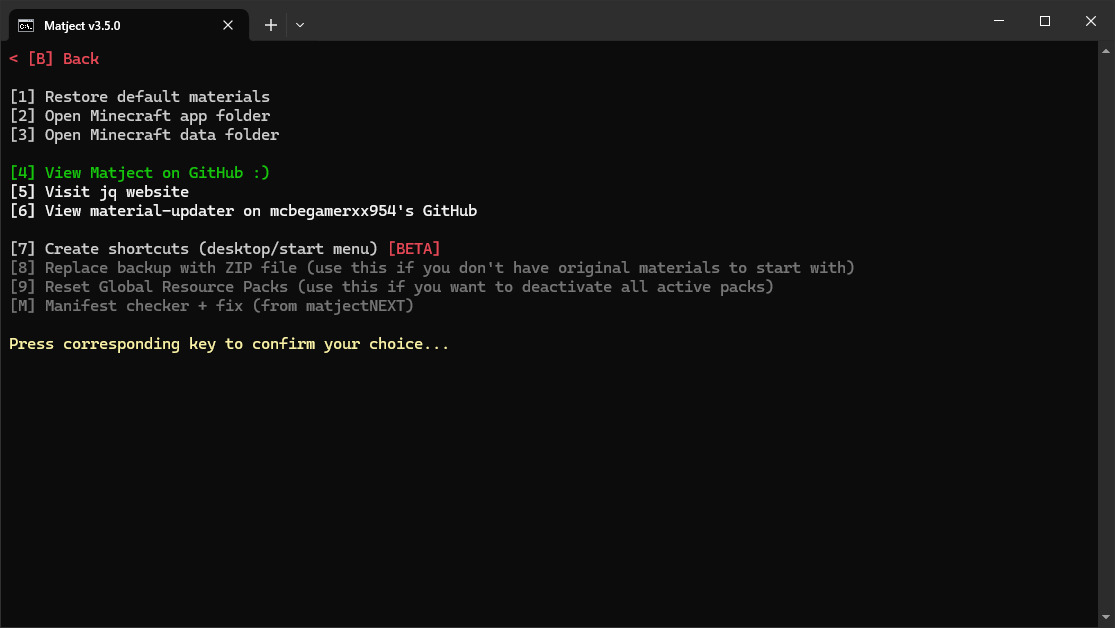 Matject v3.5.0
< [B] Back
[1] Restore default materials
[2] Open Minecraft app folder
[3] Open Minecraft data folder
[4] View Matject on GitHub :)
[5] Visit jq website
[6] View material-updater on mcbegamerxx954's GitHub
[7] Create shortcuts (desktop/start menu) [BETA]
[8] Replace backup with ZIP file (use this if you don't have original materials to start with)
[9] Reset Global Resource Packs (use this if you want to deactivate all active packs)
[M] Manifest checker + fix (from matjectNEXT)
Press corresponding key to confirm your choice...